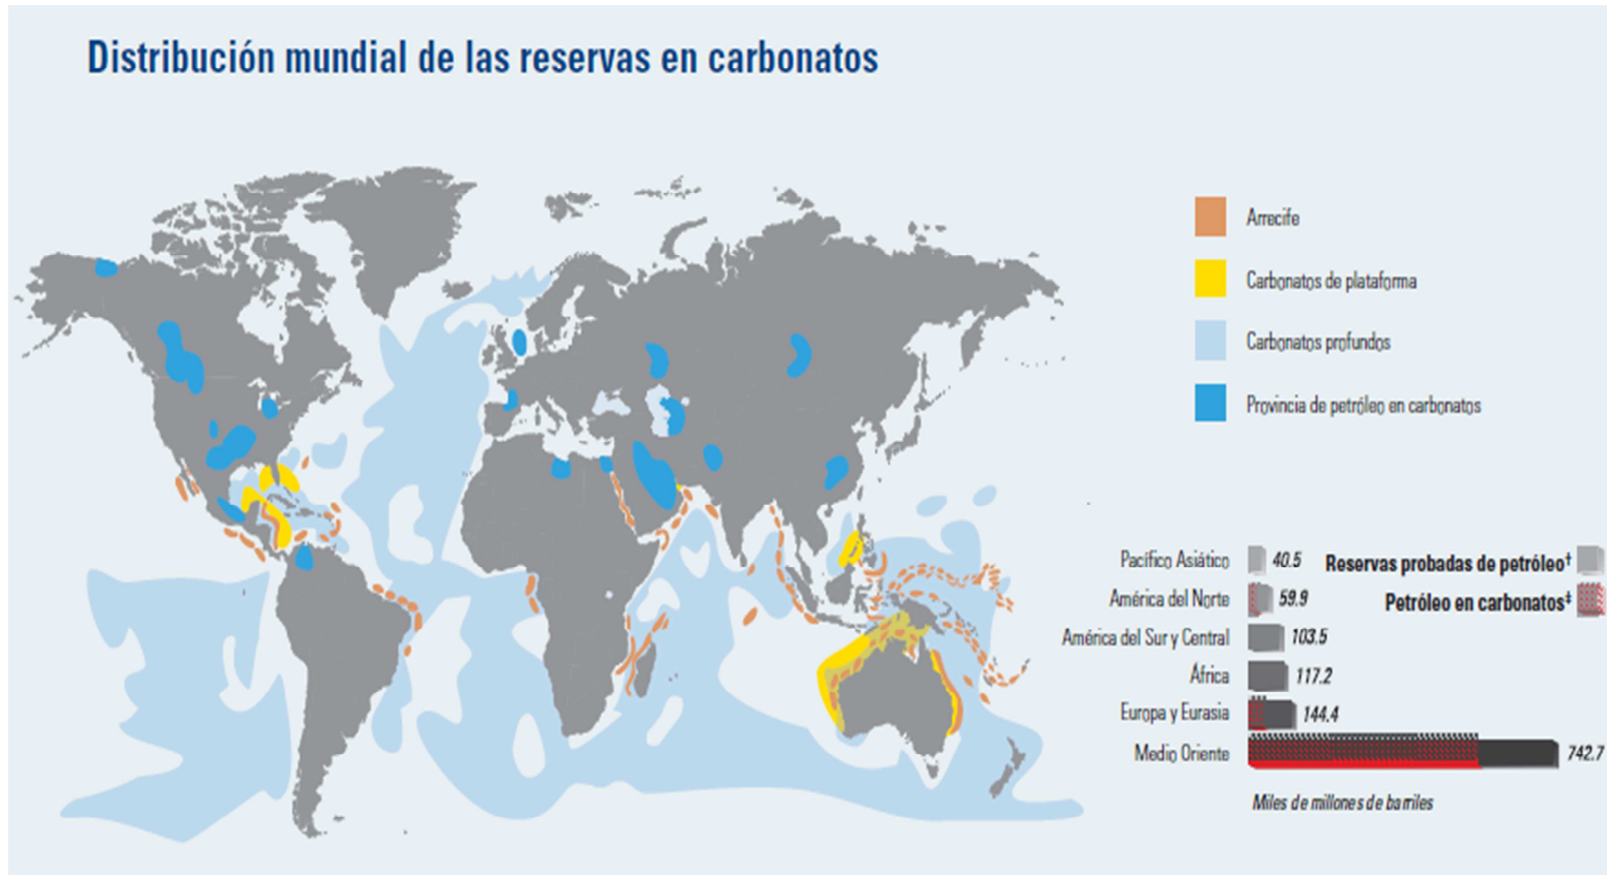 Distribución mundial de las reservas en carbonatos
Arrecife
Carbonatos de plataforma
Carbonatos profundos
Provincia de petróleo en carbonatos
Pacífico Asiático 40.5 Reservas probadas de petróleo†
América del Norte 59.9 Petróleo en carbonatos‡
América del Sur y Central 103.5
África 117.2
Europa y Eurasia 144.4
Medio Oriente 742.7
Miles de millones de barriles